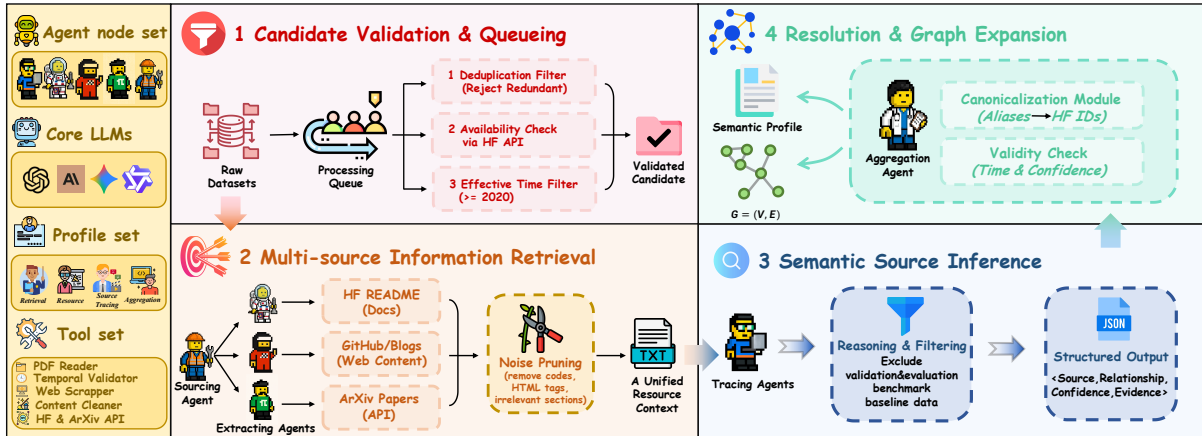 Agent node set
Core LLMs
Profile set
Retrieval
Resource
Source
Tracing
Aggregation
Tool set
PDF Reader
Temporal Validator
Web Scrapper
Content Cleaner
HF & ArXiv API
1 Candidate Validation & Queueing
Raw
Datasets
Processing
Queue
1 Deduplication Filter
(Reject Redundant)
2 Availability Check
via HF API
3 Effective Time Filter
(>= 2020)
Validated
Candidate
2 Multi-source Information Retrieval
Sourcing
Agent
Extracting Agents
HF README
(Docs)
GitHub/Blogs
(Web Content)
ArXiv Papers
(API)
Noise Pruning
(remove codes,
HTML tags,
irrelevant sections)
TXT
A Unified
Resource
Context
3 Semantic Source Inference
Tracing Agents
Reasoning & Filtering
Exclude
validation&evaluation
benchmark
baseline data
JSON
Structured Output
<Source,Relationship,
Confidence,Evidence>
4 Resolution & Graph Expansion
Semantic Profile
G = (V, E)
Aggregation
Agent
Canonicalization Module
(Aliases→HF IDs)
Validity Check
(Time & Confidence)